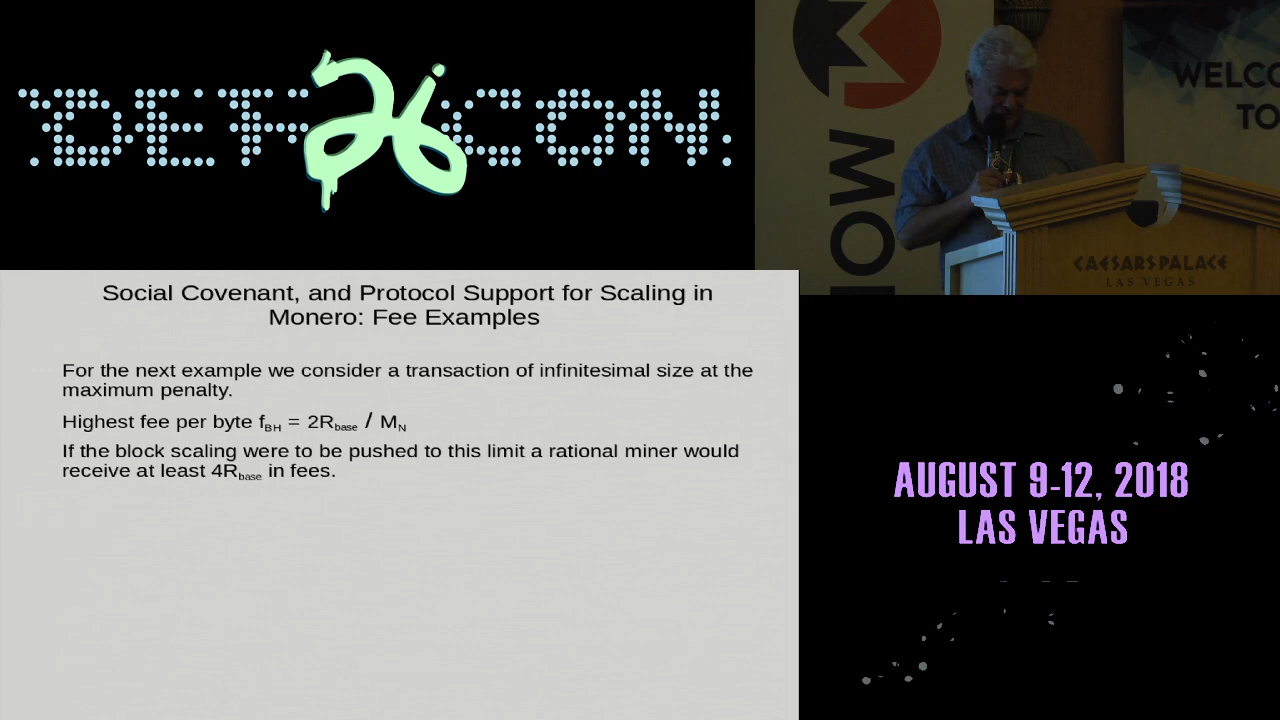 DEF 26 CON
WELCO
TO
MOM
CAESARS PALACE
LAS VEGAS
Social Covenant, and Protocol Support for Scaling in
Monero: Fee Examples
For the next example we consider a transaction of infinitesimal size at the
maximum penalty.
Highest fee per byte fBH = 2Rbase / MN
If the block scaling were to be pushed to this limit a rational miner would
receive at least 4Rbase in fees.
AUGUST 9-12, 2018
LAS VEGAS